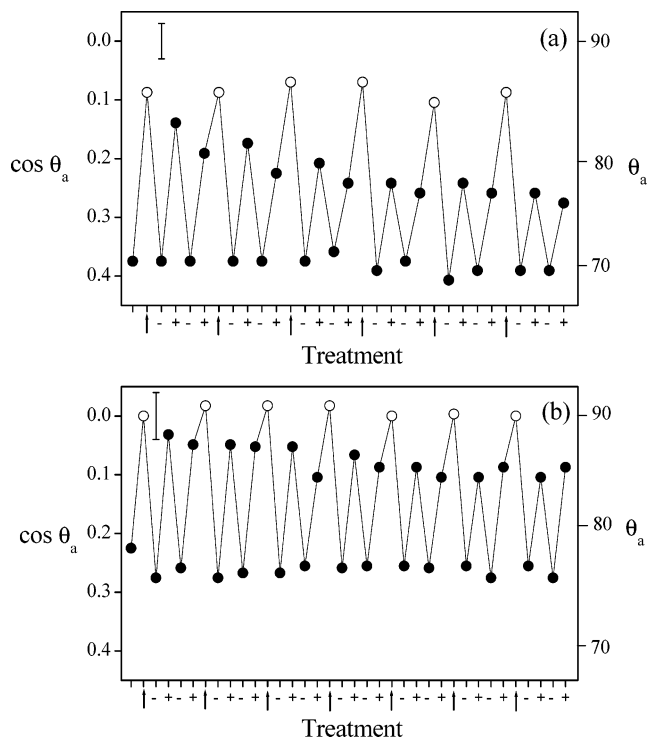 (a)
0.0
0.1
0.2
0.3
0.4
cos θa
90
80
70
θa
- + - + - + - + - + - + - + - + - + - + - + - +
Treatment
(b)
0.0
0.1
0.2
0.3
0.4
cos θa
90
80
70
θa
- + - + - + - + - + - + - + - + - + - + - + - + - + - +
Treatment